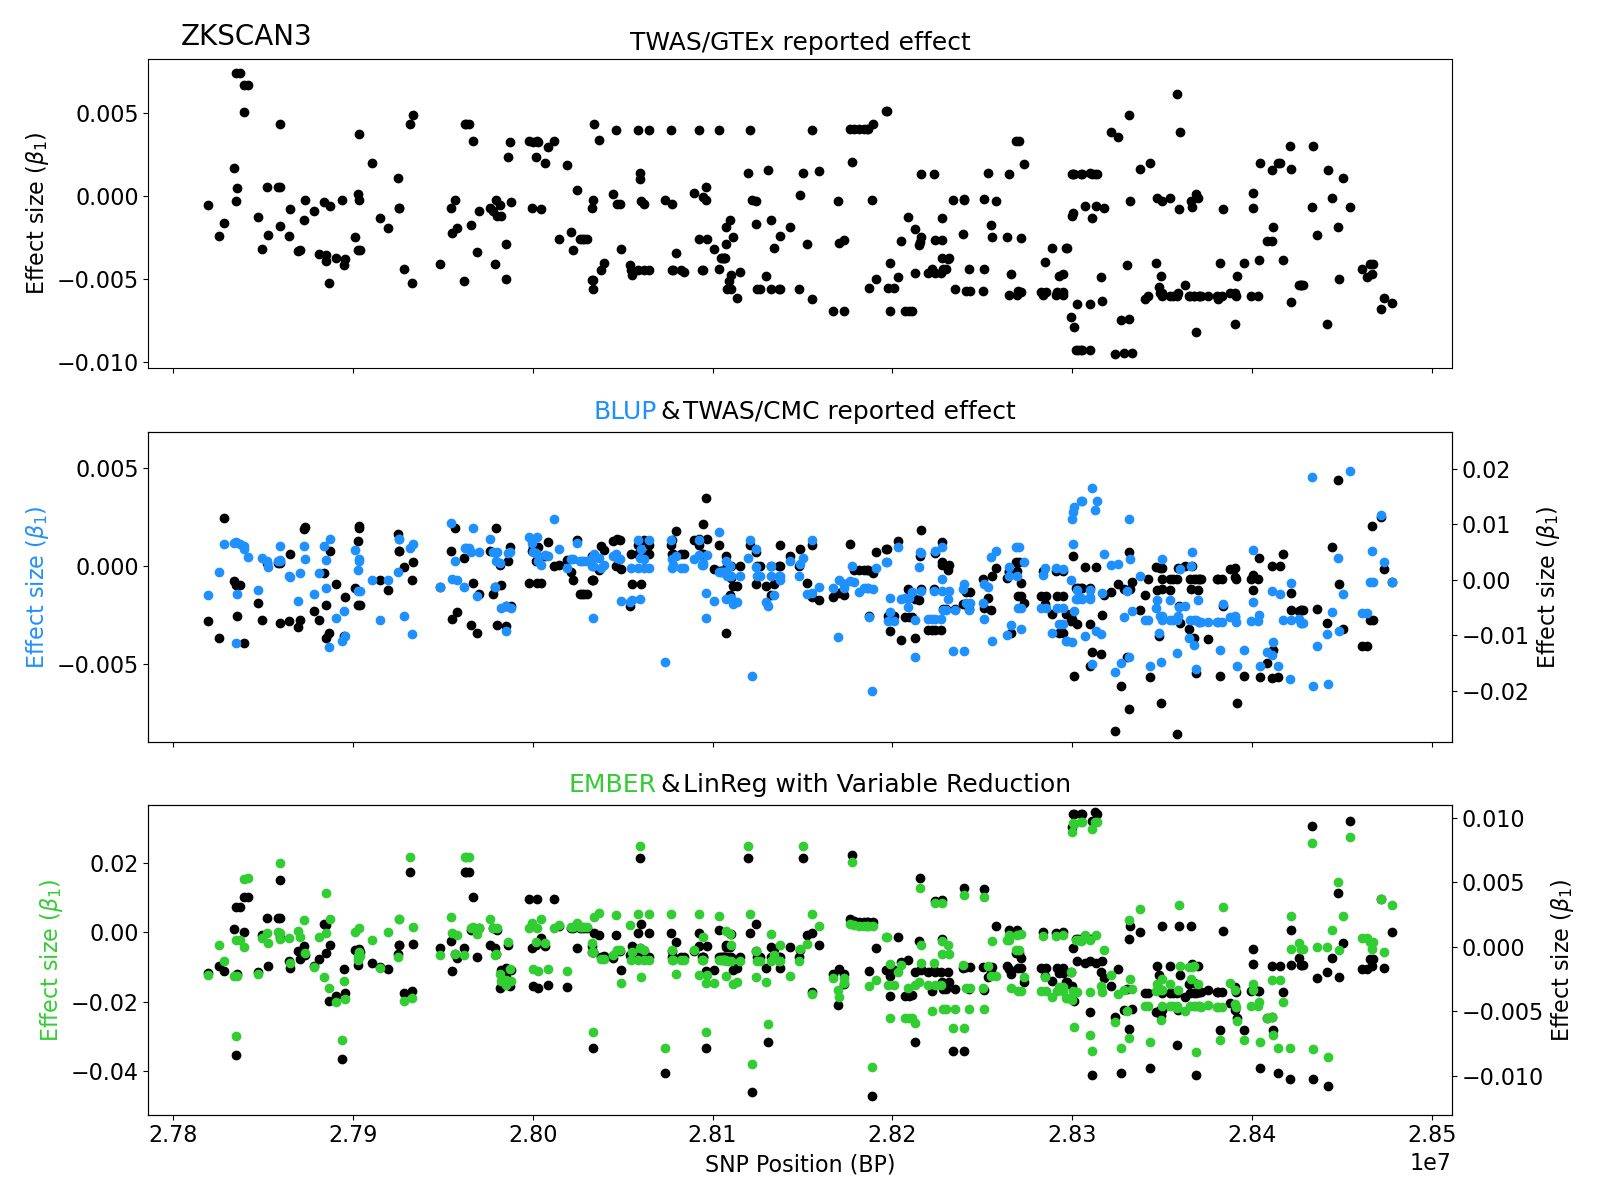 ZKSCAN3
TWAS/GTEx reported effect
Effect size (β₁)
0.005
0.000
−0.005
−0.010
BLUP & TWAS/CMC reported effect
Effect size (β₁)
0.005
0.000
−0.005
0.02
0.01
0.00
−0.01
−0.02
Effect size (β₁)
EMBER & LinReg with Variable Reduction
Effect size (β₁)
0.02
0.00
−0.02
−0.04
0.010
0.005
0.000
−0.005
−0.010
Effect size (β₁)
2.78 2.79 2.80 2.81 2.82 2.83 2.84 2.85
SNP Position (BP)
1e7